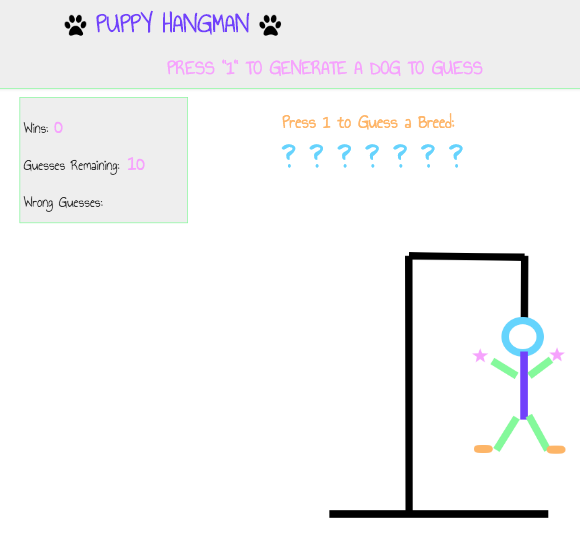 PUPPY HANGMAN
PRESS "1" TO GENERATE A DOG TO GUESS
Wins: 0
Guesses Remaining: 10
Wrong Guesses:
Press 1 to Guess a Breed:
? ? ? ? ? ? ?